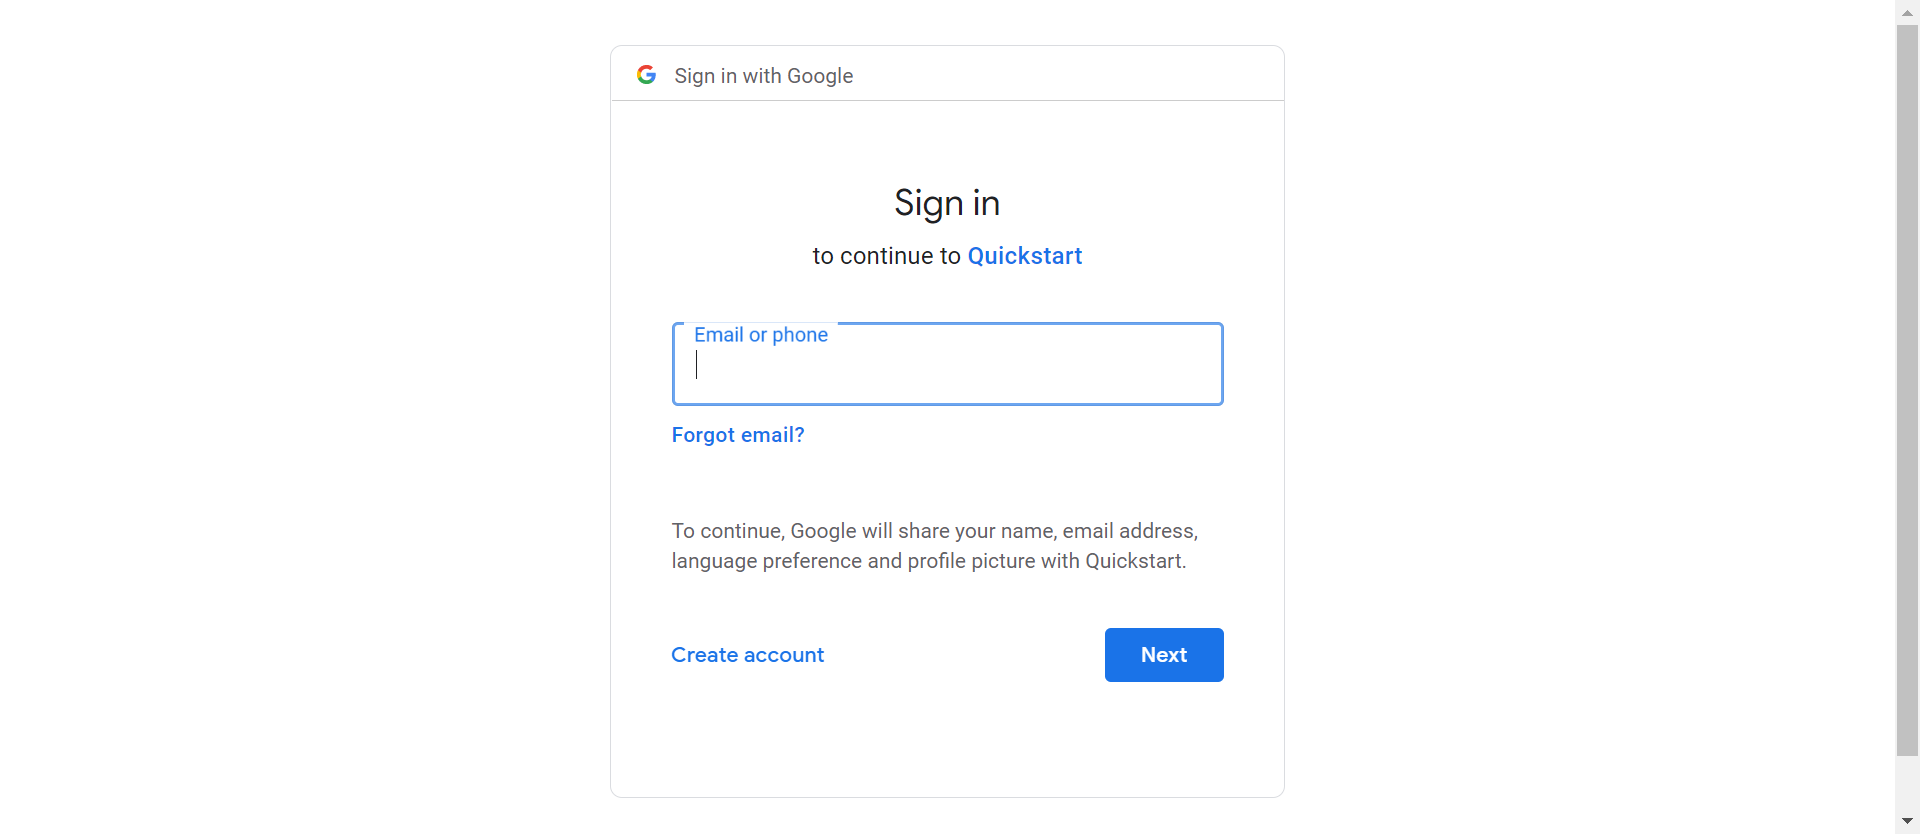 Sign in with Google
Sign in
to continue to Quickstart
Email or phone
Forgot email?
To continue, Google will share your name, email address,
language preference and profile picture with Quickstart.
Create account
Next